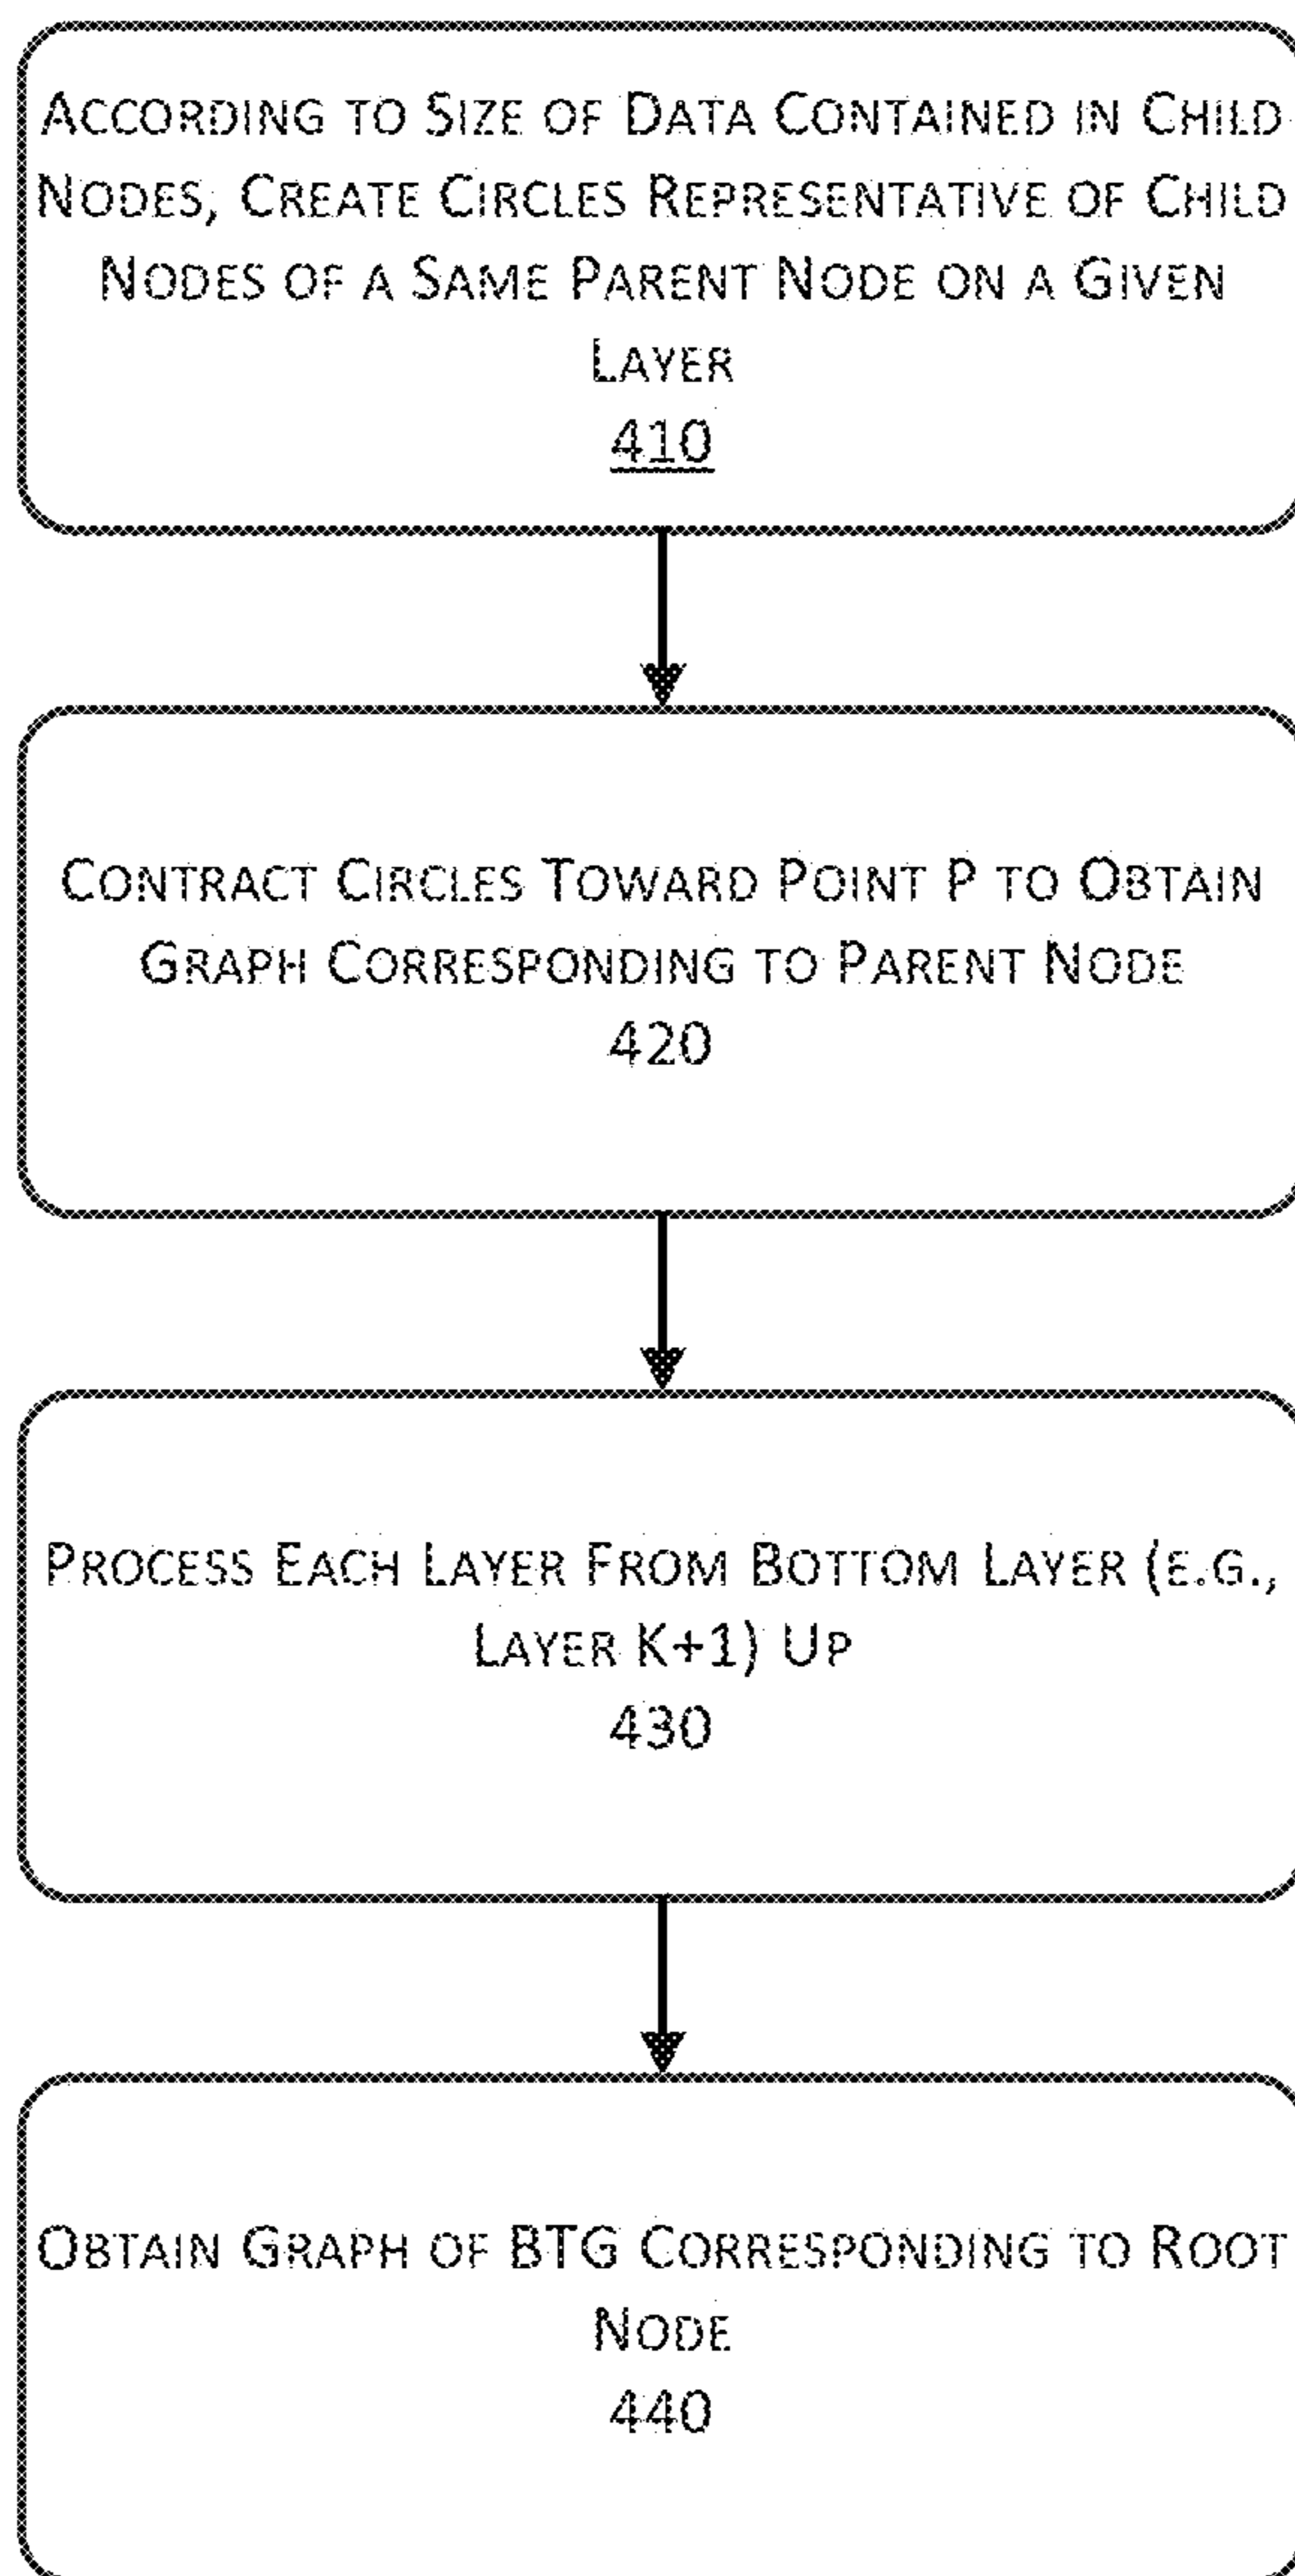 ACCORDING TO SIZE OF DATA CONTAINED IN CHILD
NODES, CREATE CIRCLES REPRESENTATIVE OF CHILD
NODES OF A SAME PARENT NODE ON A GIVEN
LAYER
410
CONTRACT CIRCLES TOWARD POINT P TO OBTAIN
GRAPH CORRESPONDING TO PARENT NODE
420
PROCESS EACH LAYER FROM BOTTOM LAYER (E.G.,
LAYER K+1) UP
430
OBTAIN GRAPH OF BTG CORRESPONDING TO ROOT
NODE
440